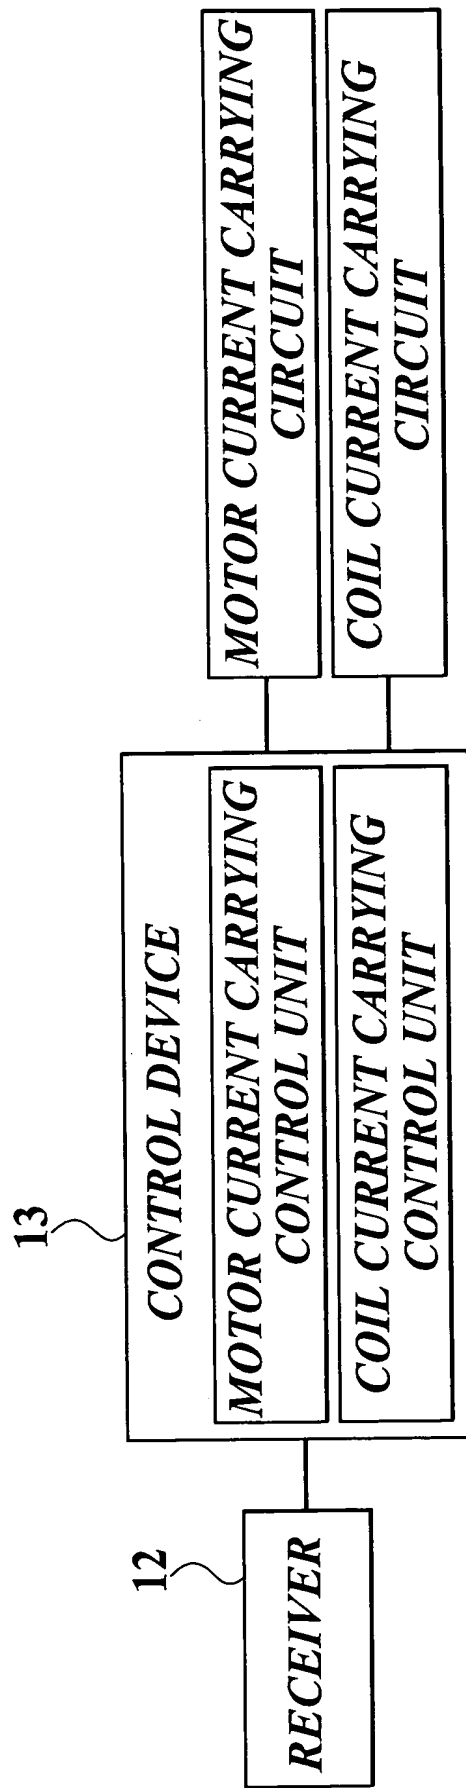 12
RECEIVER
13
CONTROL DEVICE
MOTOR CURRENT CARRYING
CONTROL UNIT
COIL CURRENT CARRYING
CONTROL UNIT
MOTOR CURRENT CARRYING
CIRCUIT
COIL CURRENT CARRYING
CIRCUIT